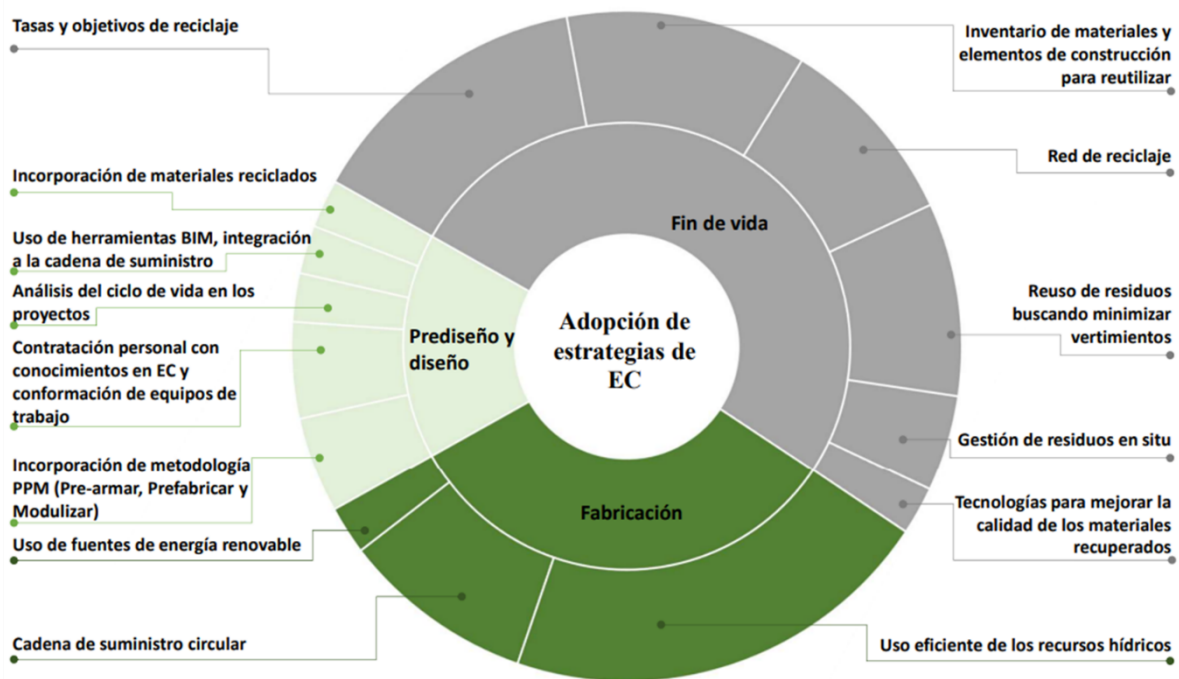 Tasas y objetivos de reciclaje
Incorporación de materiales reciclados
Uso de herramientas BIM, integración
a la cadena de suministro
Análisis del ciclo de vida en los
proyectos
Contratación personal con
conocimientos en EC y
conformación de equipos de
trabajo
Incorporación de metodología
PPM (Pre-armar, Prefabricar y
Modulizar)
Uso de fuentes de energía renovable
Cadena de suministro circular
Fin de vida
Prediseño y
diseño
Adopción de
estrategias de
EC
Fabricación
Inventario de materiales y
elementos de construcción
para reutilizar
Red de reciclaje
Reuso de residuos
buscando minimizar
vertimientos
Gestión de residuos en situ
Tecnologías para mejorar la
calidad de los materiales
recuperados
Uso eficiente de los recursos hídricos